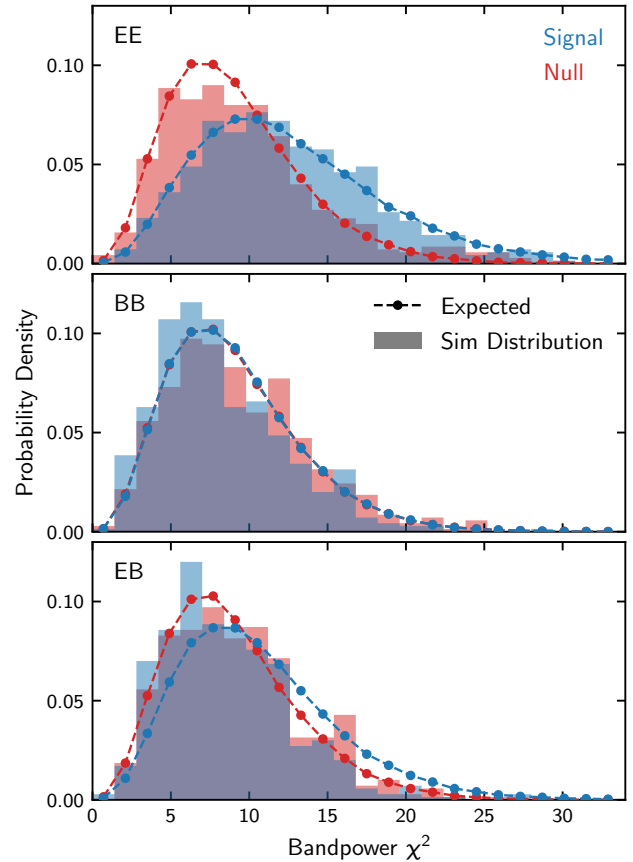 EE
Signal
Null
0.10
0.05
0.00
BB
Expected
Sim Distribution
0.10
0.05
0.00
Probability Density
EB
0.10
0.05
0.00
0 5 10 15 20 25 30
Bandpower χ²